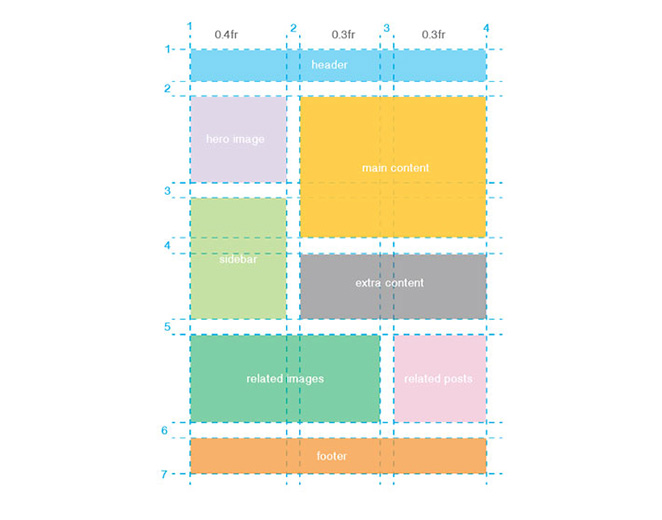 1 2 3 4
0.4fr 0.3fr 0.3fr
1
header
2
hero image
main content
3
4
sidebar
extra content
5
related images
related posts
6
footer
7